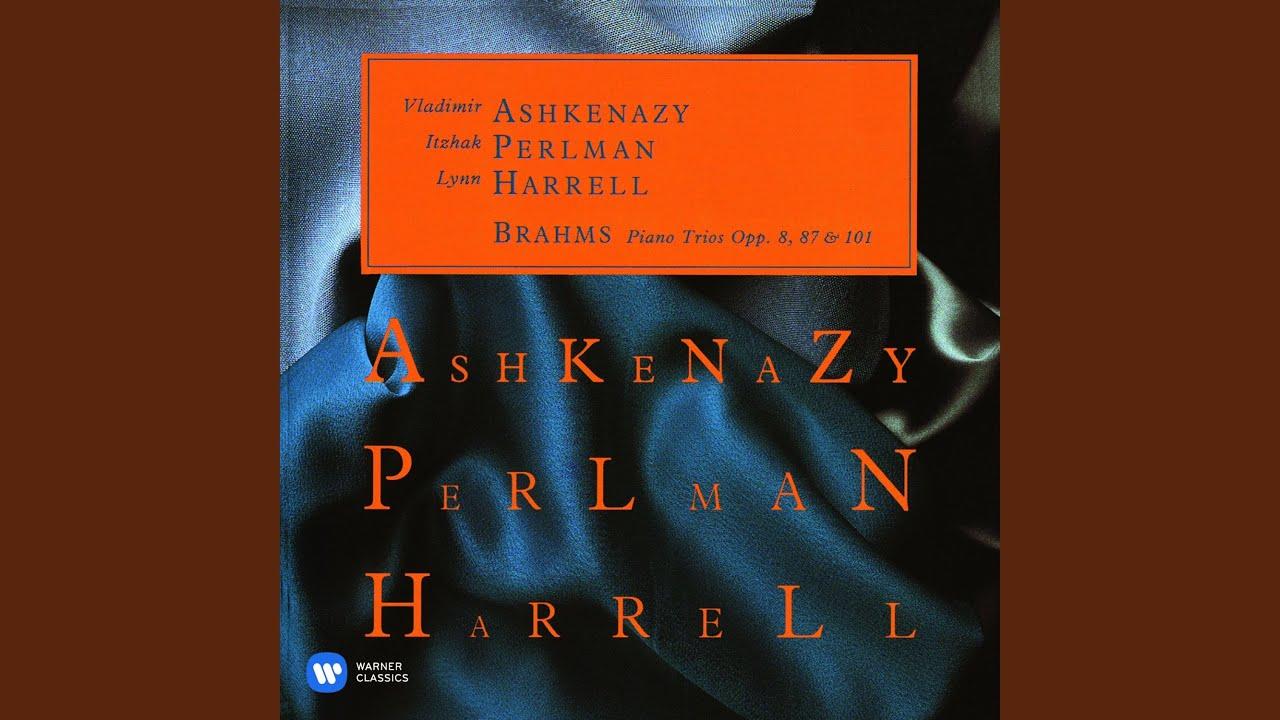 Vladimir ASHKENAZY
Itzhak PERLMAN
Lynn HARRELL
BRAHMS Piano Trios Opp. 8, 87 & 101
ASHKENAZY
PERLMAN
HARRELL
WARNER
CLASSICS